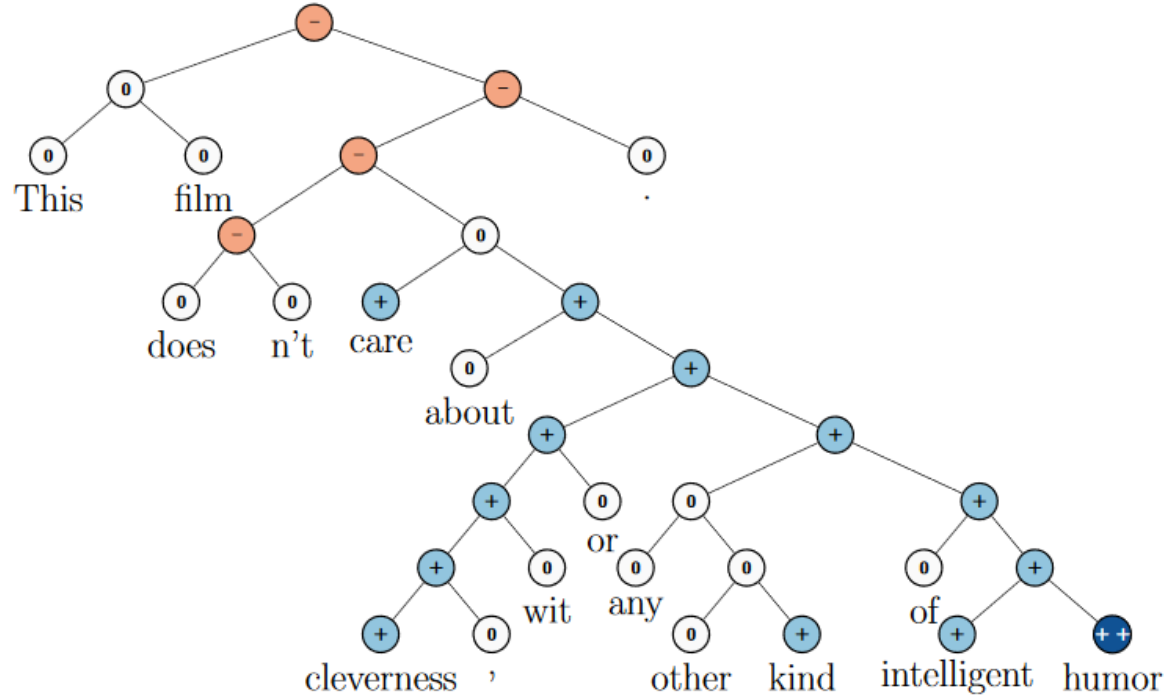 −
0 −
0 0 − 0
This film .
− 0
0 0 + +
does n't care
0 +
about
+ +
+ 0 0 +
or
+ 0 0 0 0 +
wit any of
+ 0 0 + + ++
cleverness , other kind intelligent humor